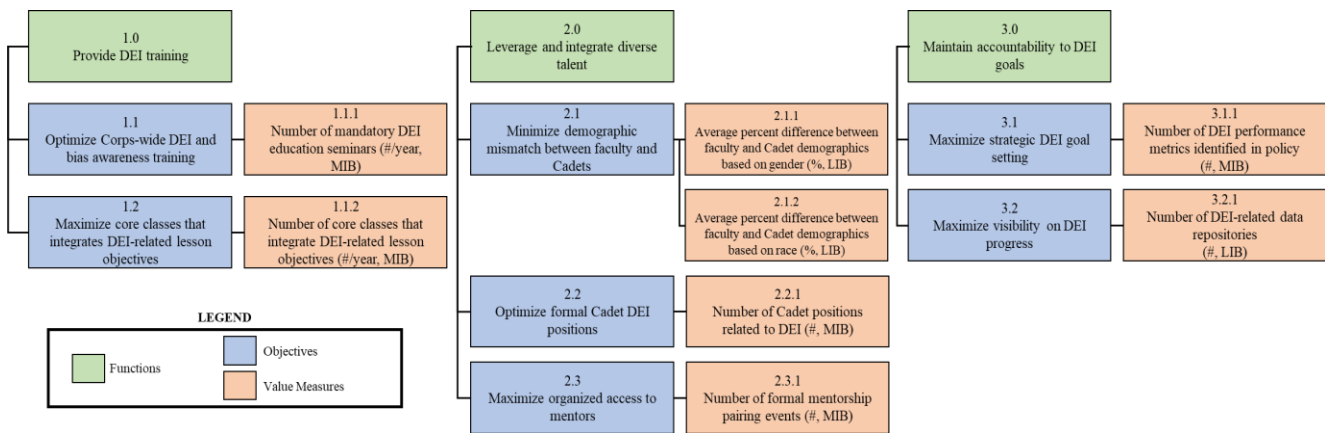 1.0
Provide DEI training
1.1
Optimize Corps-wide DEI and
bias awareness training
1.1.1
Number of mandatory DEI
education seminars (#/year,
MIB)
1.2
Maximize core classes that
integrates DEI-related lesson
objectives
1.1.2
Number of core classes that
integrate DEI-related lesson
objectives (#/year, MIB)
LEGEND
Functions
Objectives
Value Measures
2.0
Leverage and integrate diverse
talent
2.1
Minimize demographic
mismatch between faculty and
Cadets
2.1.1
Average percent difference between
faculty and Cadet demographics
based on gender (%, LIB)
2.1.2
Average percent difference between
faculty and Cadet demographics
based on race (%, LIB)
2.2
Optimize formal Cadet DEI
positions
2.2.1
Number of Cadet positions
related to DEI (#, MIB)
2.3
Maximize organized access to
mentors
2.3.1
Number of formal mentorship
pairing events (#, MIB)
3.0
Maintain accountability to DEI
goals
3.1
Maximize strategic DEI goal
setting
3.1.1
Number of DEI performance
metrics identified in policy
(#, MIB)
3.2
Maximize visibility on DEI
progress
3.2.1
Number of DEI-related data
repositories
(#, LIB)